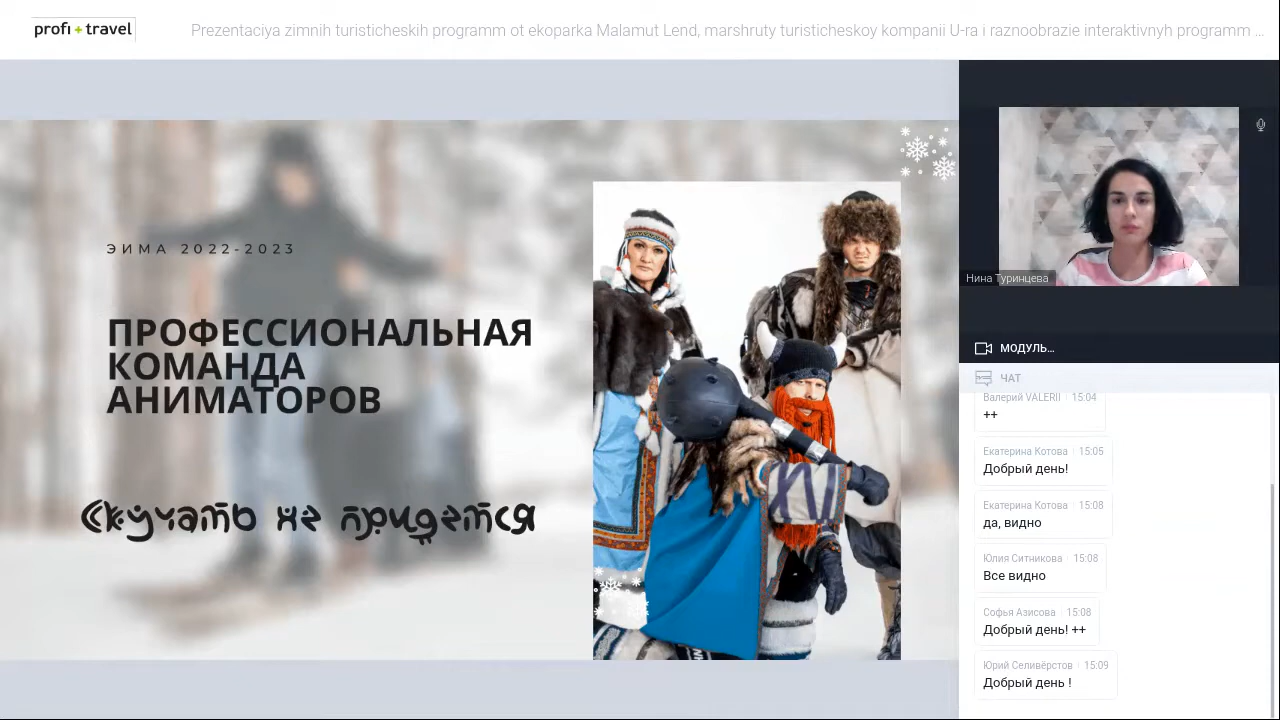 profi + travel
Prezentaciya zimnih turisticheskih programm ot ekoparka Malamut Lend, marshruty turisticheskoy kompanii U-ra i raznoobrazie interaktivnyh programm ...
ЭИМА 2022-2023
ПРОФЕССИОНАЛЬНАЯ
КОМАНДА
АНИМАТОРОВ
Скучать не придется
Нина Туринцева
МОДУЛЬ...
ЧАТ
Валерий VALERII 15:04
++
Екатерина Котова 15:05
Добрый день!
Екатерина Котова 15:08
да, видно
Юлия Ситникова 15:08
Все видно
Софья Азисова 15:08
Добрый день! ++
Юрий Селивёрстов 15:09
Добрый день !